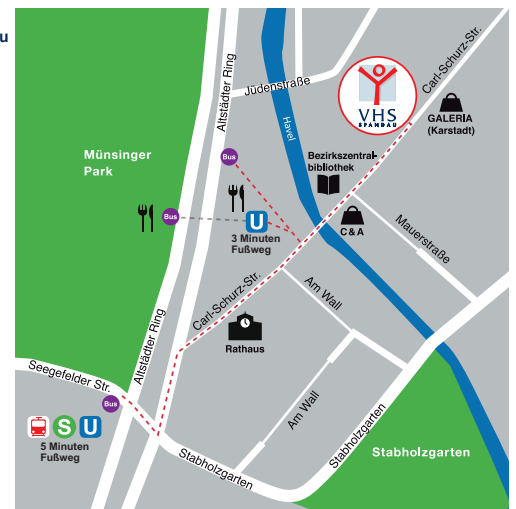 u
Altstädter Ring
Jüdenstraße
Carl-Schurz-Str.
VHS
SPANDAU
GALERIA
(Karstadt)
Havel
Münsinger
Park
Bus
Bezirkszentral-
bibliothek
Bus
U
3 Minuten
Fußweg
C & A
Mauerstraße
Carl-Schurz-Str.
Am Wall
Rathaus
Altstädter Ring
Seegefelder Str.
Bus
S
U
5 Minuten
Fußweg
Am Wall
Stabholzgarten
Stabholzgarten
Stabholzgarten